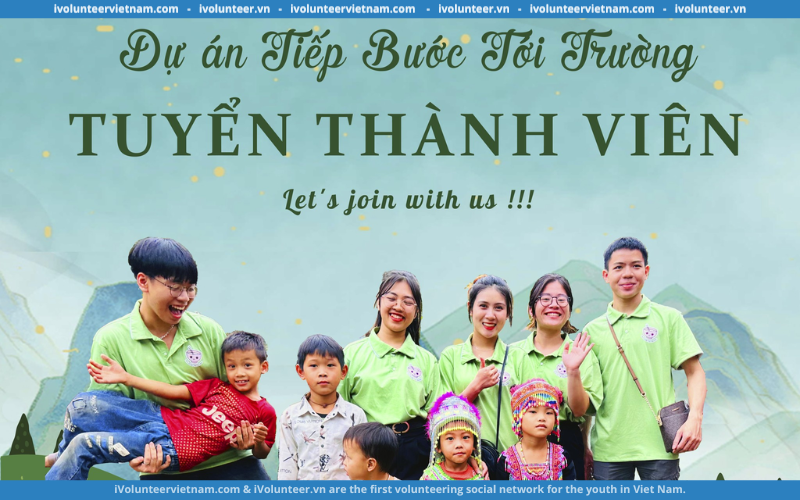 ivolunteervietnam.com - ivolunteer.vn - ivolunteervietnam.com - ivolunteer.vn - ivolunteervietnam.com - ivolunteer.vn
Dự án Tiếp Bước Tới Trường
TUYỂN THÀNH VIÊN
Let's join with us !!!
Jeep
iVolunteervietnam.com & iVolunteer.vn are the first volunteering social network for the youth in Viet Nam.